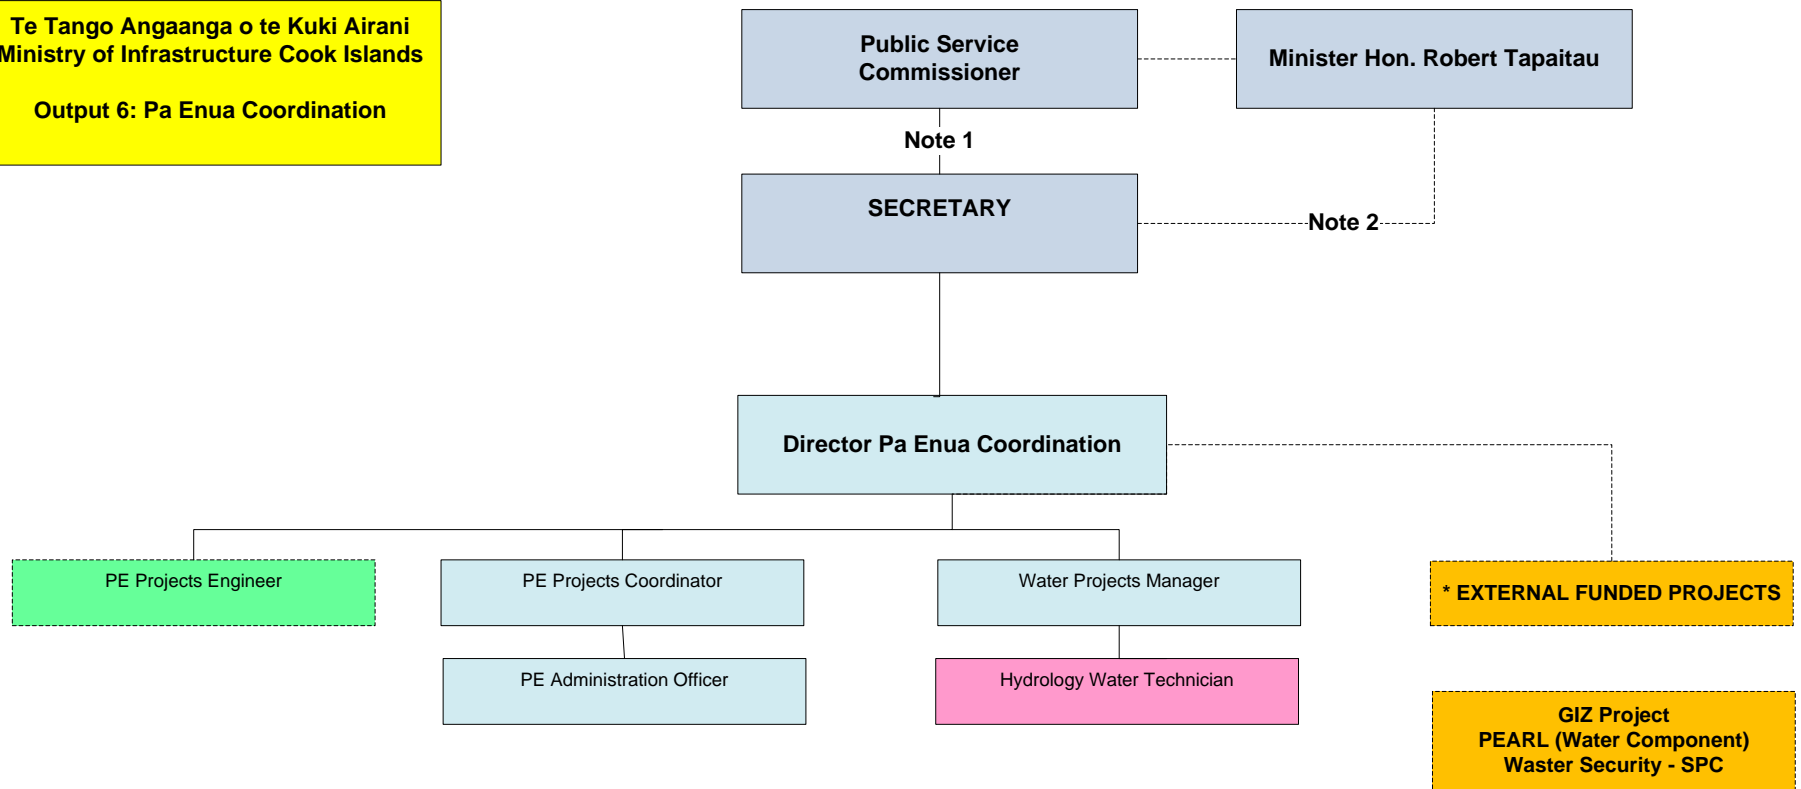 Te Tango Angaanga o te Kuki Airani
Ministry of Infrastructure Cook Islands
Output 6: Pa Enua Coordination
Public Service
Commissioner
Minister Hon. Robert Tapaitau
Note 1
SECRETARY
Note 2
Director Pa Enua Coordination
PE Projects Engineer
PE Projects Coordinator
Water Projects Manager
* EXTERNAL FUNDED PROJECTS
PE Administration Officer
Hydrology Water Technician
GIZ Project
PEARL (Water Component)
Waster Security - SPC